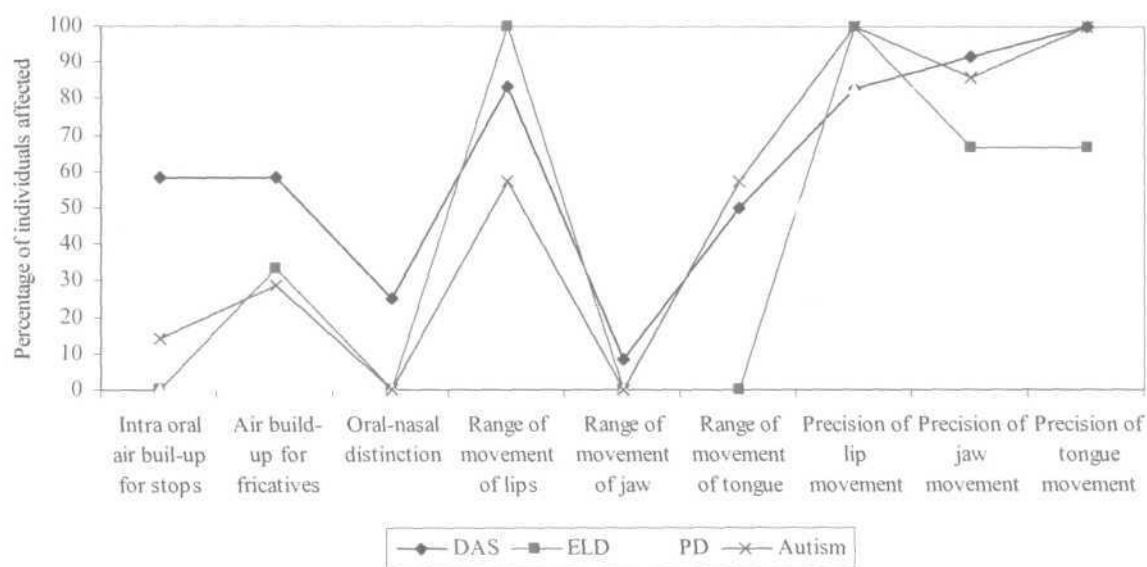 Percentage of individuals affected
100
90
80
70
60
50
40
30
20
10
0
Intra oral air buil-up for stops
Air build-up for fricatives
Oral-nasal distinction
Range of movement of lips
Range of movement of jaw
Range of movement of tongue
Precision of lip movement
Precision of jaw movement
Precision of tongue movement
DAS ELD PD Autism